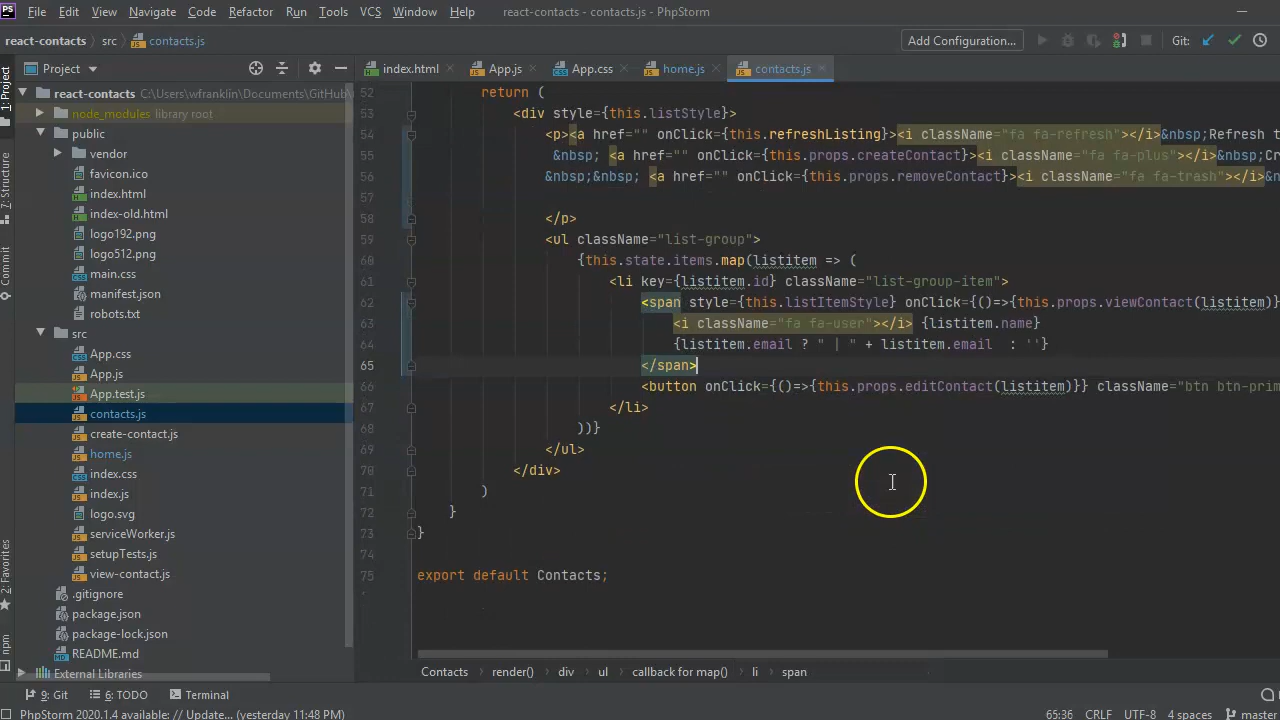 PS File Edit View Navigate Code Refactor Run Tools VCS Window Help react-contacts - contacts.js - PhpStorm
react-contacts src contacts.js Add Configuration... Git:
Project index.html App.js App.css home.js contacts.js
1: Project
7: Structure
Commit
2: Favorites
npm
react-contacts C:\Users\wfranklin\Documents\GitHub
node_modules library root
public
vendor
favicon.ico
index.html
index-old.html
logo192.png
logo512.png
main.css
manifest.json
robots.txt
src
App.css
App.js
App.test.js
contacts.js
create-contact.js
home.js
index.css
index.js
logo.svg
serviceWorker.js
setupTests.js
view-contact.js
.gitignore
package.json
package-lock.json
README.md
External Libraries
52 return (
53 <div style={this.listStyle}>
54 <p><a href="" onClick={this.refreshListing}><i className="fa fa-refresh"></i>&nbsp;Refresh t
55 &nbsp; <a href="" onClick={this.props.createContact}><i className="fa fa-plus"></i>&nbsp;Cr
56 &nbsp;&nbsp; <a href="" onClick={this.props.removeContact}><i className="fa fa-trash"></i>&n
57
58 </p>
59 <ul className="list-group">
60 {this.state.items.map(listitem => (
61 <li key={listitem.id} className="list-group-item">
62 <span style={this.listItemStyle} onClick={()=>{this.props.viewContact(listitem)}
63 <i className="fa fa-user"></i> {listitem.name}
64 {listitem.email ? " | " + listitem.email : ''}
65 </span>
66 <button onClick={()=>{this.props.editContact(listitem)}} className="btn btn-prim
67 </li>
68 ))}
69 </ul>
70 </div>
71 )
72 }
73 }
74
75 export default Contacts;
Contacts render() div ul callback for map() li span
9: Git 6: TODO Terminal
PhpStorm 2020.1.4 available: // Update... (yesterday 11:48 PM) 65:36 CRLF UTF-8 4 spaces master